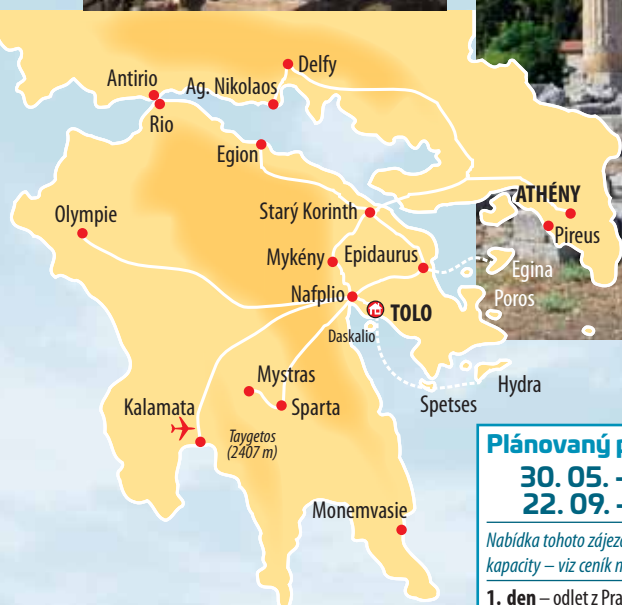 Delfy
Antirio
Ag. Nikolaos
Rio
Egion
ATHÉNY
Olympie
Starý Korinth
Pireus
Mykény
Epidaurus
Egina
Nafplio
Poros
TOLO
Daskalio
Mystras
Hydra
Kalamata
Sparta
Spetses
Taygetos
(2407 m)
Monemvasie
Plánovaný p
30. 05. –
22. 09. –
Nabídka tohoto zájezd
kapacity – viz ceník n
1. den – odlet z Pra